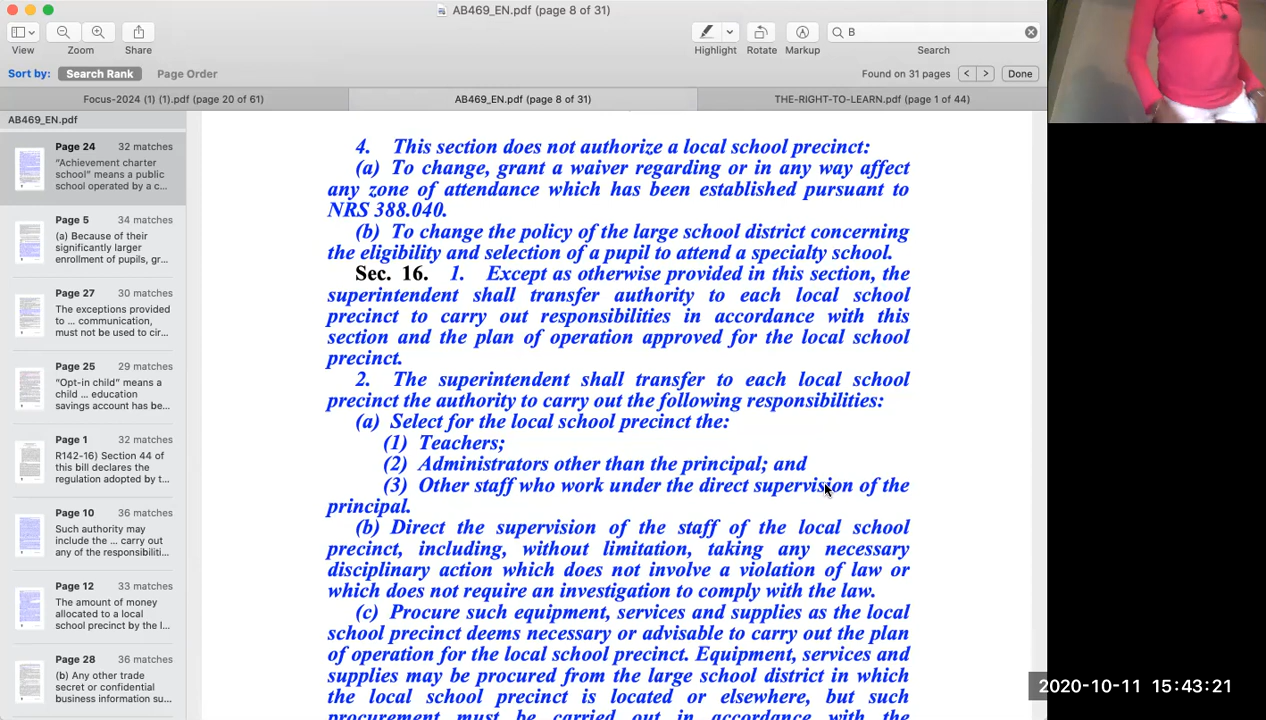 AB469_EN.pdf (page 8 of 31)
View
Zoom
Share
Highlight
Rotate
Markup
B
Search
Sort by:
Search Rank
Page Order
Found on 31 pages
<
>
Done
Focus-2024 (1) (1).pdf (page 20 of 61)
AB469_EN.pdf (page 8 of 31)
THE-RIGHT-TO-LEARN.pdf (page 1 of 44)
AB469_EN.pdf
Page 24 32 matches
“Achievement charter
school” means a public
school operated by a c...
Page 5 34 matches
(a) Because of their
significantly larger
enrollment of pupils, gr...
Page 27 30 matches
The exceptions provided
to ... communication,
must not be used to cir...
Page 25 29 matches
“Opt-in child” means a
child ... education
savings account has be...
Page 1 32 matches
R142-16) Section 44 of
this bill declares the
regulation adopted by t...
Page 10 36 matches
Such authority may
include the ... carry out
any of the responsibiliti...
Page 12 33 matches
The amount of money
allocated to a local
school precinct by the l...
Page 28 36 matches
(b) Any other trade
secret or confidential
business information su...
4. This section does not authorize a local school precinct:
(a) To change, grant a waiver regarding or in any way affect
any zone of attendance which has been established pursuant to
NRS 388.040.
(b) To change the policy of the large school district concerning
the eligibility and selection of a pupil to attend a specialty school.
Sec. 16. 1. Except as otherwise provided in this section, the
superintendent shall transfer authority to each local school
precinct to carry out responsibilities in accordance with this
section and the plan of operation approved for the local school
precinct.
2. The superintendent shall transfer to each local school
precinct the authority to carry out the following responsibilities:
(a) Select for the local school precinct the:
(1) Teachers;
(2) Administrators other than the principal; and
(3) Other staff who work under the direct supervision of the
principal.
(b) Direct the supervision of the staff of the local school
precinct, including, without limitation, taking any necessary
disciplinary action which does not involve a violation of law or
which does not require an investigation to comply with the law.
(c) Procure such equipment, services and supplies as the local
school precinct deems necessary or advisable to carry out the plan
of operation for the local school precinct. Equipment, services and
supplies may be procured from the large school district in which
the local school precinct is located or elsewhere, but such
procurement must be carried out in accordance with the
2020-10-11 15:43:21